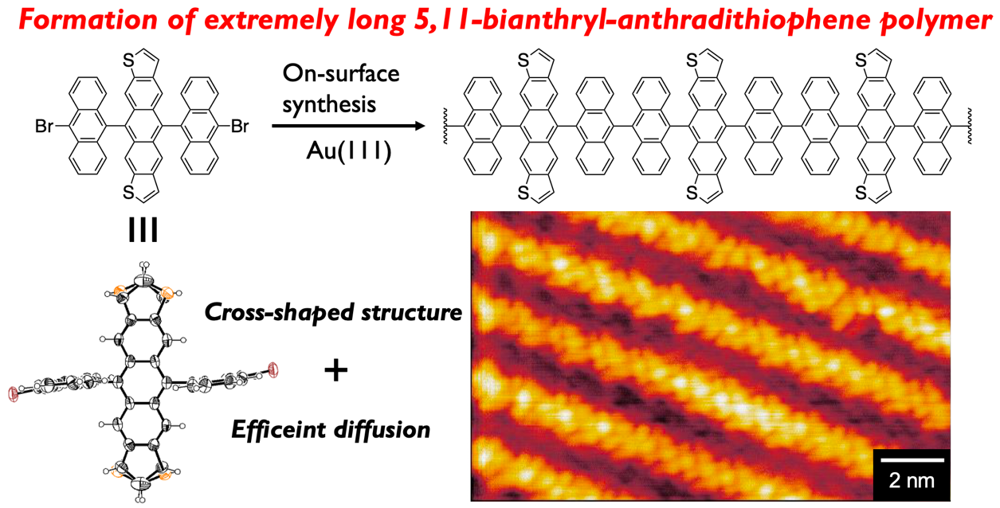 Formation of extremely long 5,11-bianthryl-anthradithiophene polymer
S
Br
Br
S
On-surface
synthesis
Au(111)
S
S
S
S
S
S
Cross-shaped structure
+
Efficeint diffusion
2 nm